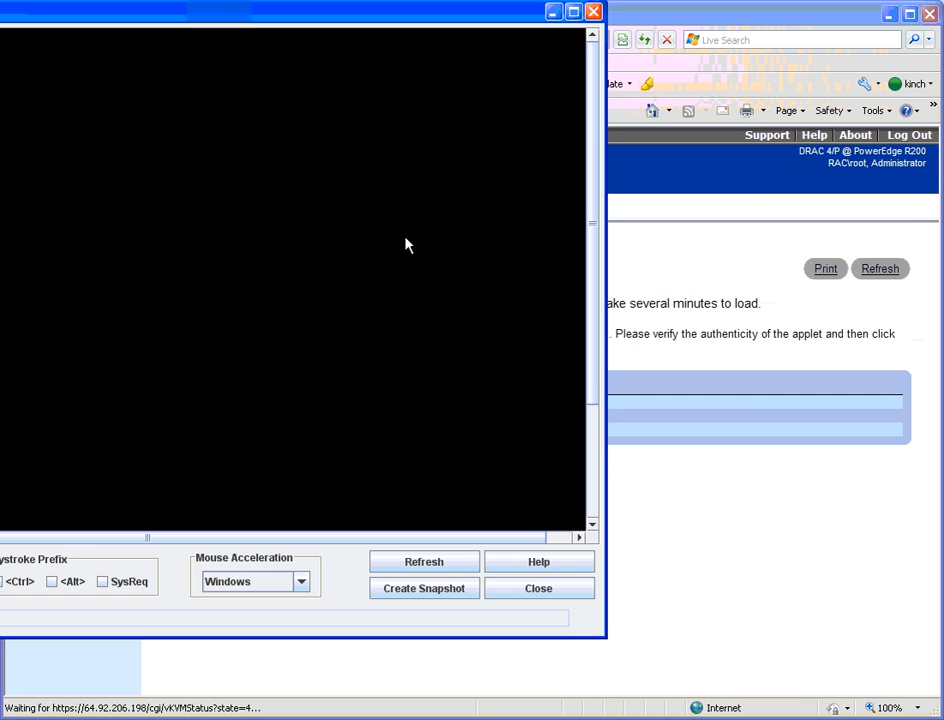 Live Search
late
kinch
Page
Safety
Tools
»
Support | Help | About | Log Out
DRAC 4/P @ PowerEdge R200
RAC\root, Administrator
Print
Refresh
ake several minutes to load.
. Please verify the authenticity of the applet and then click
ystroke Prefix
<Ctrl>
<Alt>
SysReq
Mouse Acceleration
Windows
Refresh
Help
Create Snapshot
Close
Waiting for https://64.92.206.198/cgi/vKVMStatus?state=4...
Internet
100%